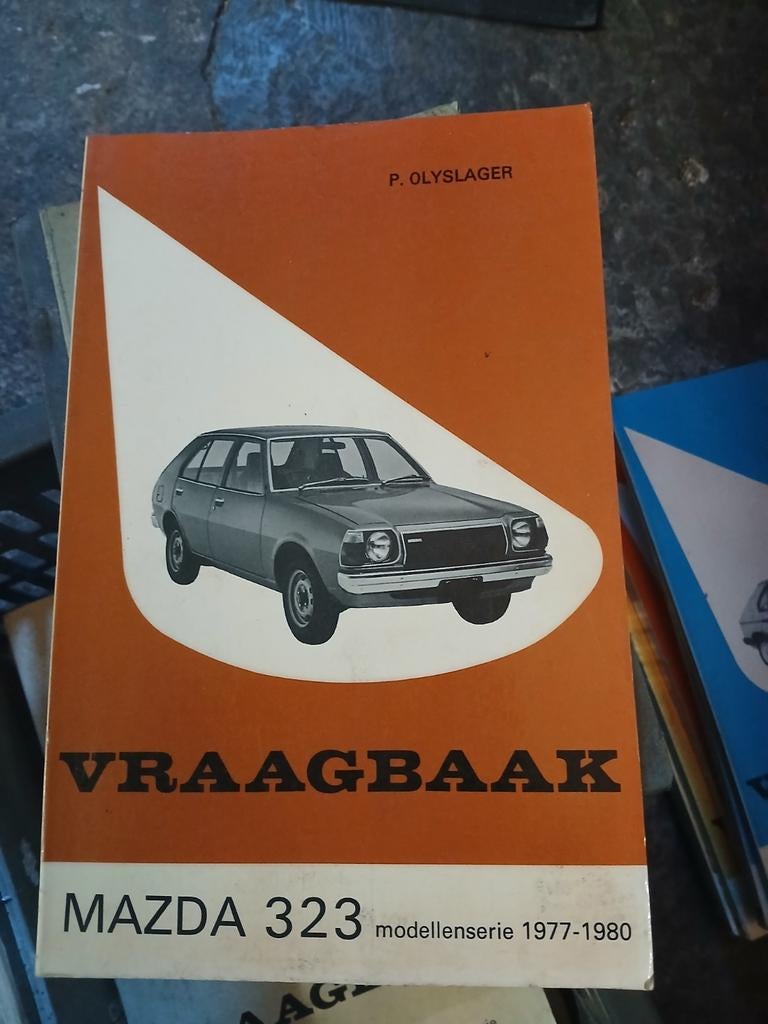 P. OLYSLAGER
VRAAGBAAK
MAZDA 323 modellenserie 1977-1980